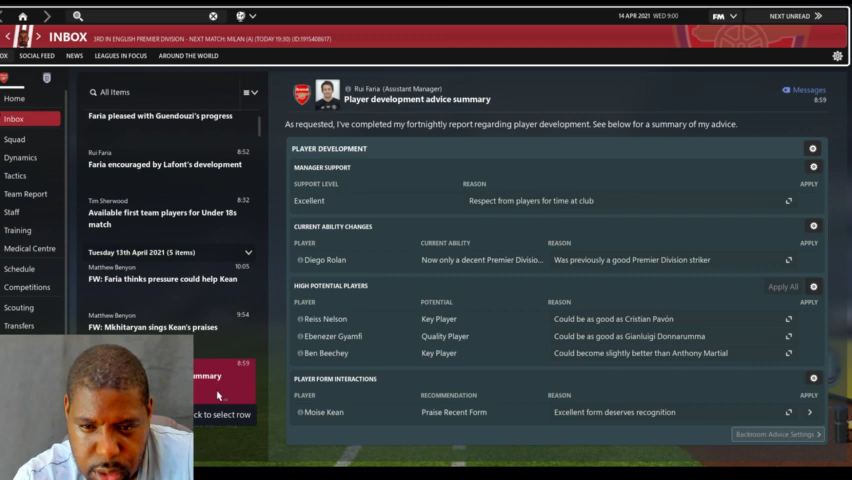 14 APR 2021 WED 9:00
FM
NEXT UNREAD
INBOX
3RD IN ENGLISH PREMIER DIVISION - NEXT MATCH: MILAN (A) (TODAY 19:30) (ID:1915408617)
SOCIAL FEED
NEWS
LEAGUES IN FOCUS
AROUND THE WORLD
Home
Inbox
Squad
Dynamics
Tactics
Team Report
Staff
Training
Medical Centre
Schedule
Competitions
Scouting
Transfers
All Items
Faria pleased with Guendouzi's progress
Rui Faria 8:52
Faria encouraged by Lafont's development
Tim Sherwood 8:32
Available first team players for Under 18s
match
Tuesday 13th April 2021 (5 items)
Matthew Benyon 10:05
FW: Faria thinks pressure could help Kean
Matthew Benyon 9:54
FW: Mkhitaryan sings Kean's praises
8:59
to select row
Rui Faria (Assistant Manager)
Player development advice summary
Messages
8:59
As requested, I've completed my fortnightly report regarding player development. See below for a summary of my advice.
PLAYER DEVELOPMENT
MANAGER SUPPORT
SUPPORT LEVEL REASON APPLY
Excellent Respect from players for time at club
CURRENT ABILITY CHANGES
PLAYER CURRENT ABILITY REASON APPLY
Diego Rolan Now only a decent Premier Divisio... Was previously a good Premier Division striker
HIGH POTENTIAL PLAYERS Apply All
PLAYER POTENTIAL REASON APPLY
Reiss Nelson Key Player Could be as good as Cristian Pavón
Ebenezer Gyamfi Quality Player Could be as good as Gianluigi Donnarumma
Ben Beechey Key Player Could become slightly better than Anthony Martial
PLAYER FORM INTERACTIONS
PLAYER RECOMMENDATION REASON APPLY
Moise Kean Praise Recent Form Excellent form deserves recognition
Backroom Advice Settings